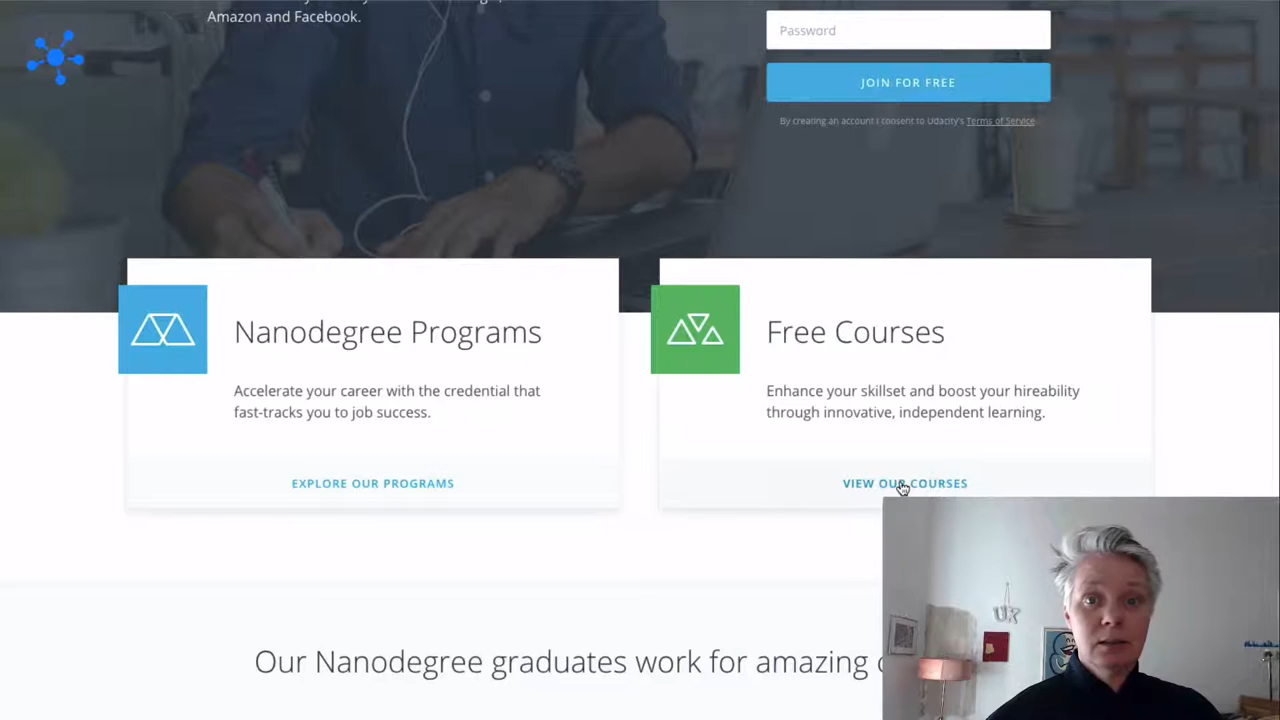 Amazon and Facebook.
Password
JOIN FOR FREE
By creating an account I consent to Udacity's Terms of Service
Nanodegree Programs
Accelerate your career with the credential that
fast-tracks you to job success.
EXPLORE OUR PROGRAMS
Free Courses
Enhance your skillset and boost your hireability
through innovative, independent learning.
VIEW OUR COURSES
Our Nanodegree graduates work for amazing